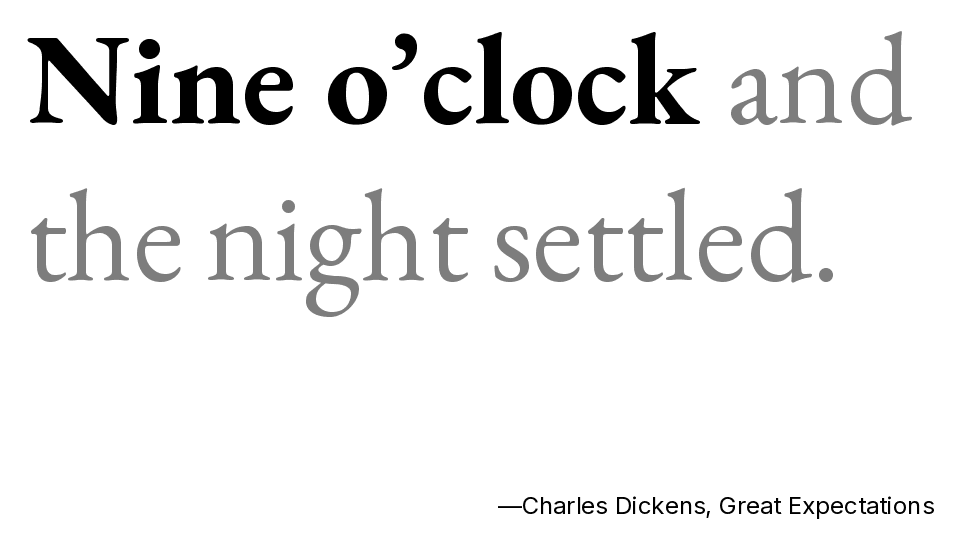 Nine o’clock and
the night settled.
—Charles Dickens, Great Expectations